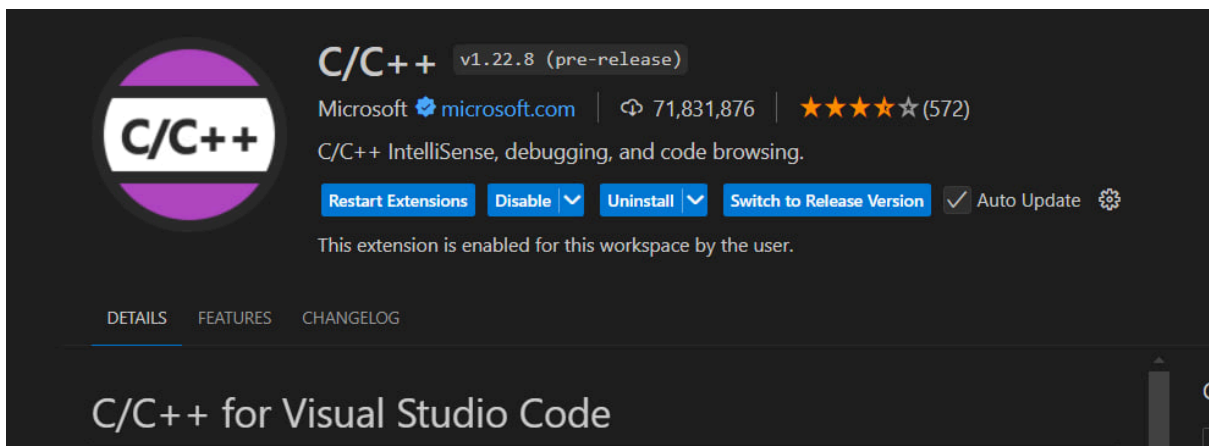 C/C++ v1.22.8 (pre-release)
Microsoft microsoft.com 71,831,876 (572)
C/C++
C/C++ IntelliSense, debugging, and code browsing.
Restart Extensions Disable Uninstall Switch to Release Version Auto Update
This extension is enabled for this workspace by the user.
DETAILS FEATURES CHANGELOG
C/C++ for Visual Studio Code